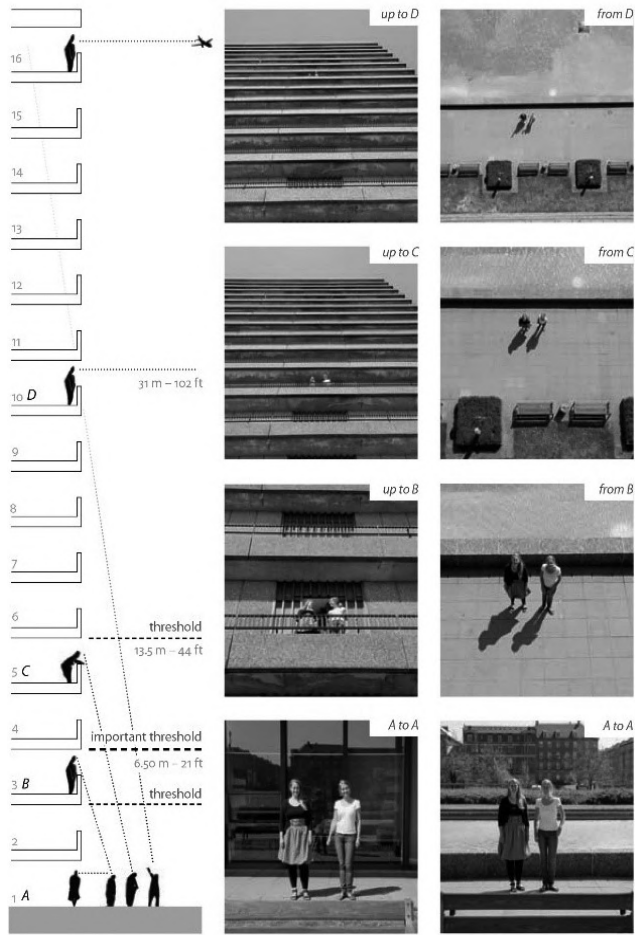 16
15
14
13
12
11
31 m – 102 ft
10 D
9
8
7
6
threshold
13.5 m – 44 ft
5 C
4
important threshold
6.50 m – 21 ft
3 B
threshold
2
1 A
up to D
from D
up to C
from C
up to B
from B
A to A
A to A